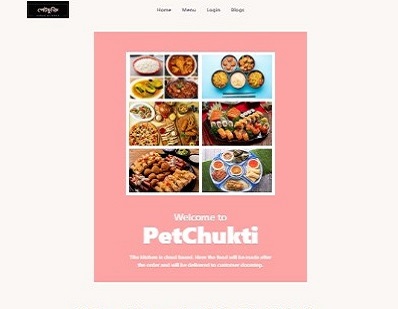 পেটচুক্তি
Home Menu Login Blogs
Welcome to
PetChukti
This kitchen is cloud based. Here the food will be made after
the order and will be delivered to customer doorstep.